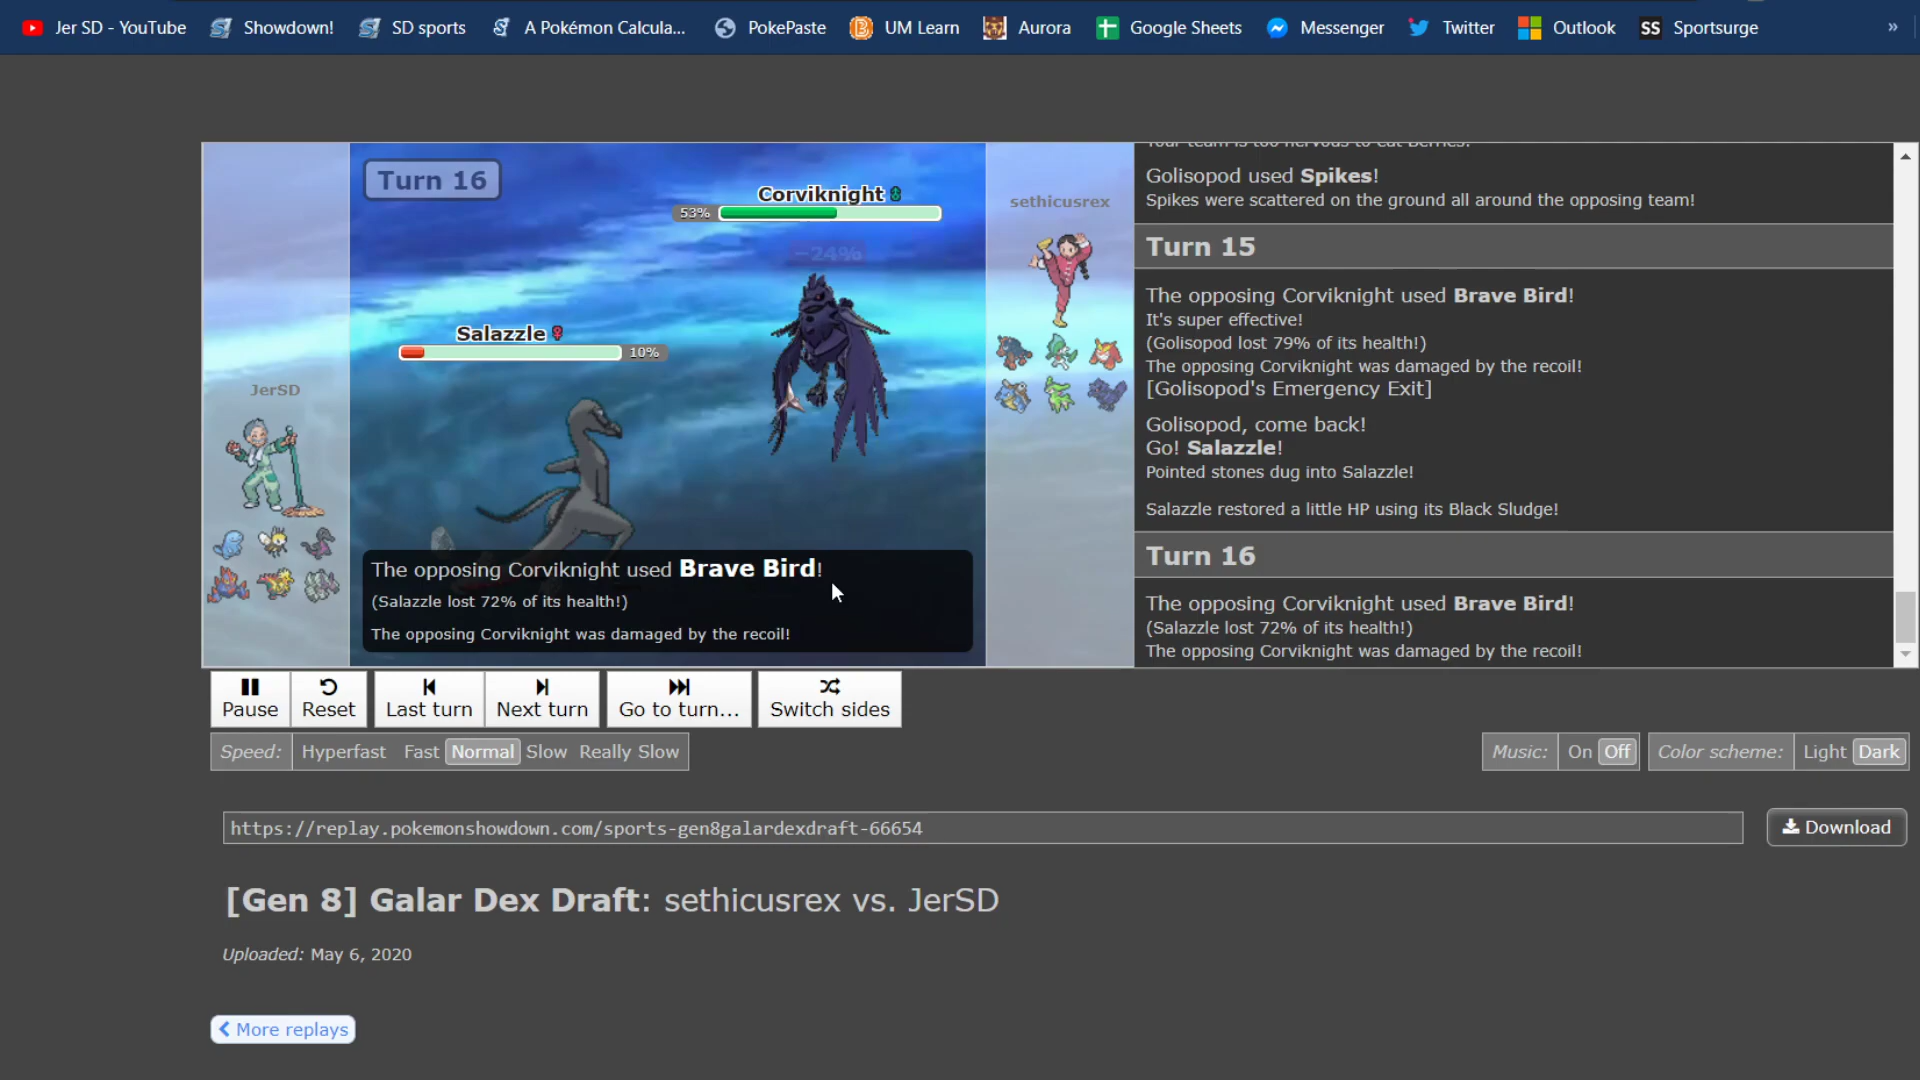 Jer SD - YouTube Showdown! SD sports A Pokémon Calcula... PokePaste UM Learn Aurora Google Sheets Messenger Twitter Outlook SS Sportsurge »
Turn 16
Corviknight
53%
−24%
Salazzle
10%
JerSD
sethicusrex
The opposing Corviknight used Brave Bird!
(Salazzle lost 72% of its health!)
The opposing Corviknight was damaged by the recoil!
Your team is too nervous to eat Berries!
Golisopod used Spikes!
Spikes were scattered on the ground all around the opposing team!
Turn 15
The opposing Corviknight used Brave Bird!
It's super effective!
(Golisopod lost 79% of its health!)
The opposing Corviknight was damaged by the recoil!
[Golisopod's Emergency Exit]
Golisopod, come back!
Go! Salazzle!
Pointed stones dug into Salazzle!
Salazzle restored a little HP using its Black Sludge!
Turn 16
The opposing Corviknight used Brave Bird!
(Salazzle lost 72% of its health!)
The opposing Corviknight was damaged by the recoil!
Pause Reset Last turn Next turn Go to turn... Switch sides
Speed: Hyperfast Fast Normal Slow Really Slow
Music: On Off Color scheme: Light Dark
https://replay.pokemonshowdown.com/sports-gen8galardexdraft-66654
Download
[Gen 8] Galar Dex Draft: sethicusrex vs. JerSD
Uploaded: May 6, 2020
More replays